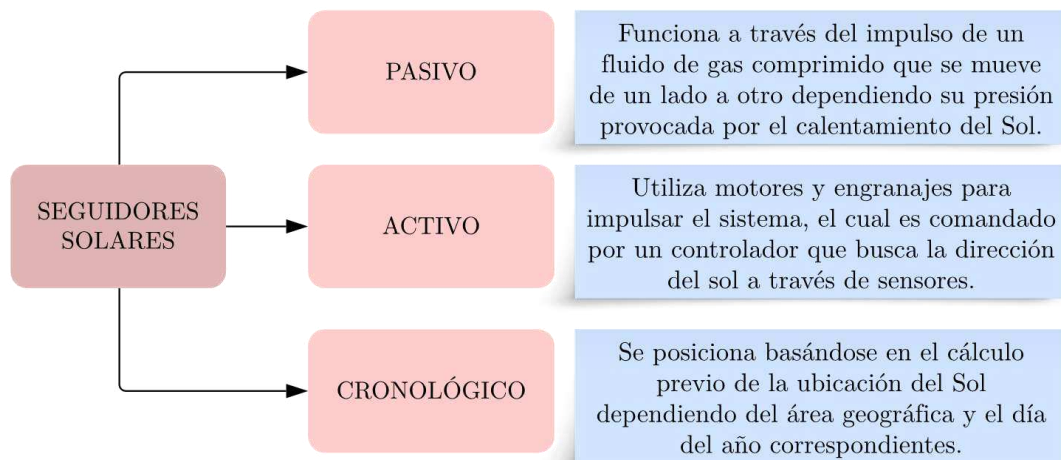 SEGUIDORES
SOLARES
PASIVO
Funciona a través del impulso de un
fluido de gas comprimido que se mueve
de un lado a otro dependiendo su presión
provocada por el calentamiento del Sol.
ACTIVO
Utiliza motores y engranajes para
impulsar el sistema, el cual es comandado
por un controlador que busca la dirección
del sol a través de sensores.
CRONOLÓGICO
Se posiciona basándose en el cálculo
previo de la ubicación del Sol
dependiendo del área geográfica y el día
del año correspondientes.